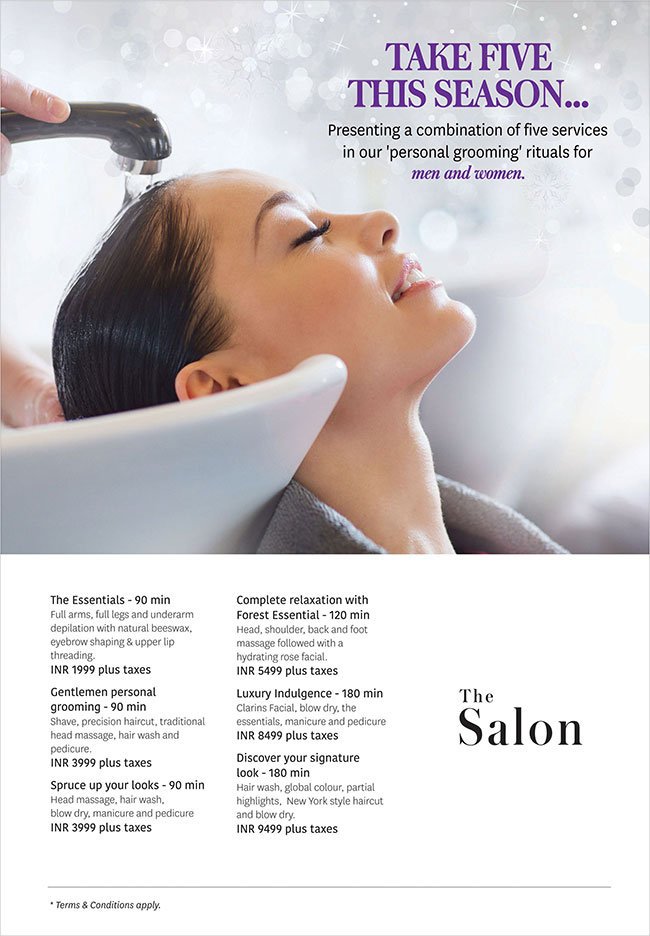 TAKE FIVE
THIS SEASON...
Presenting a combination of five services
in our 'personal grooming' rituals for
men and women.
The Essentials - 90 min
Full arms, full legs and underarm
depilation with natural beeswax,
eyebrow shaping & upper lip
threading.
INR 1999 plus taxes
Gentlemen personal
grooming - 90 min
Shave, precision haircut, traditional
head massage, hair wash and
pedicure.
INR 3999 plus taxes
Spruce up your looks - 90 min
Head massage, hair wash,
blow dry, manicure and pedicure
INR 3999 plus taxes
Complete relaxation with
Forest Essential - 120 min
Head, shoulder, back and foot
massage followed with a
hydrating rose facial.
INR 5499 plus taxes
Luxury Indulgence - 180 min
Clarins Facial, blow dry, the
essentials, manicure and pedicure
INR 8499 plus taxes
Discover your signature
look - 180 min
Hair wash, global colour, partial
highlights, New York style haircut
and blow dry.
INR 9499 plus taxes
The
Salon
* Terms & Conditions apply.